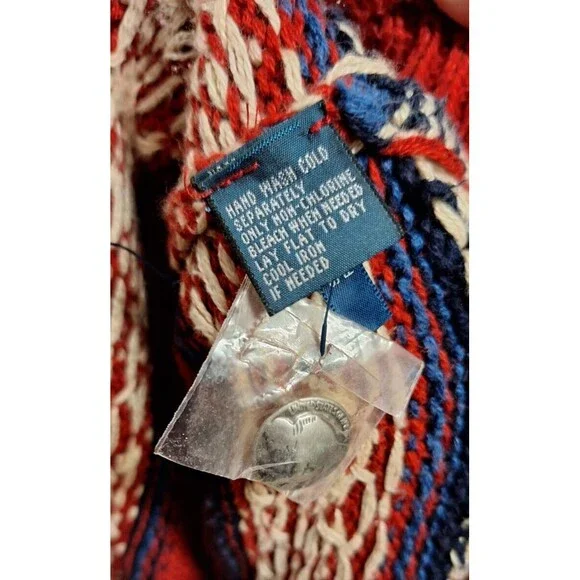 HAND WASH COLD
SEPARATELY
ONLY NON-CHLORINE
BLEACH WHEN NEEDED
LAY FLAT TO DRY
COOL IRON
IF NEEDED